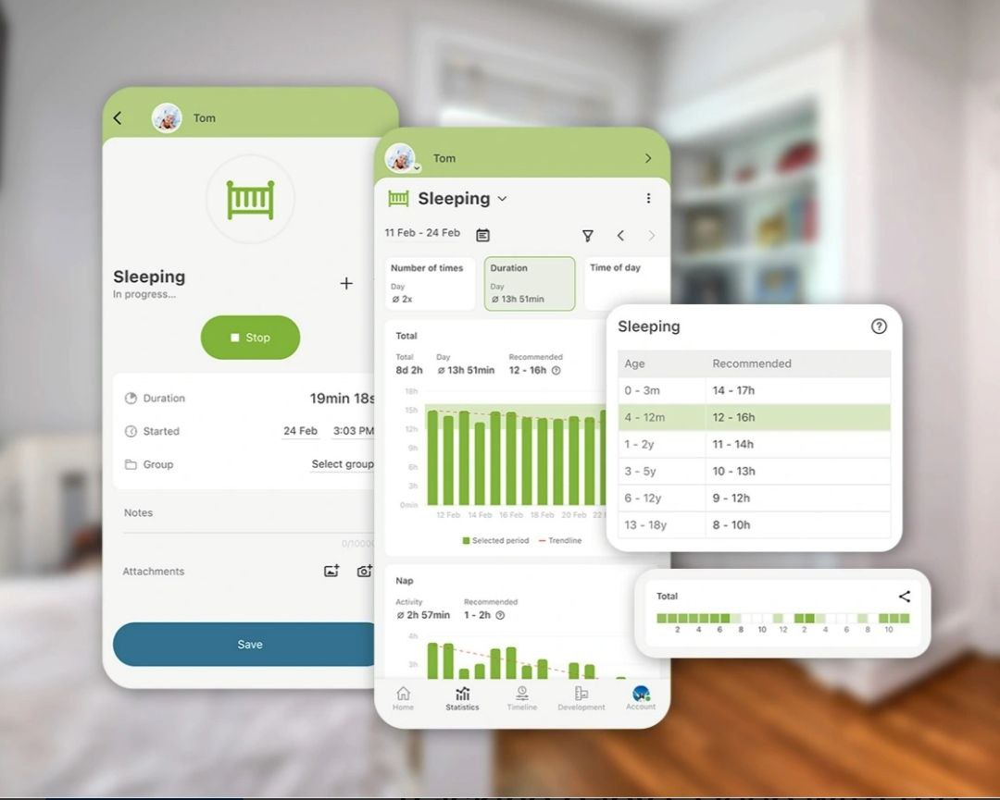 Tom
Sleeping
In progress...
Stop
Duration 19min 18s
Started 24 Feb 3:03 PM
Group Select group
Notes
0/10000
Attachments
Save
Tom
Sleeping
11 Feb - 24 Feb
Number of times Duration Time of day
Day Day
ø 2x ø 13h 51min
Total
Total Day Recommended
8d 2h ø 13h 51min 12 - 16h
18h
15h
12h
9h
6h
3h
0min
12 Feb 14 Feb 16 Feb 18 Feb 20 Feb 22
Selected period Trendline
Nap
Activity Recommended
ø 2h 57min 1 - 2h
4h
3h
Home Statistics Timeline Development Account
Sleeping
Age Recommended
0 - 3m 14 - 17h
4 - 12m 12 - 16h
1 - 2y 11 - 14h
3 - 5y 10 - 13h
6 - 12y 9 - 12h
13 - 18y 8 - 10h
Total
2 4 6 8 10 12 2 4 6 8 10